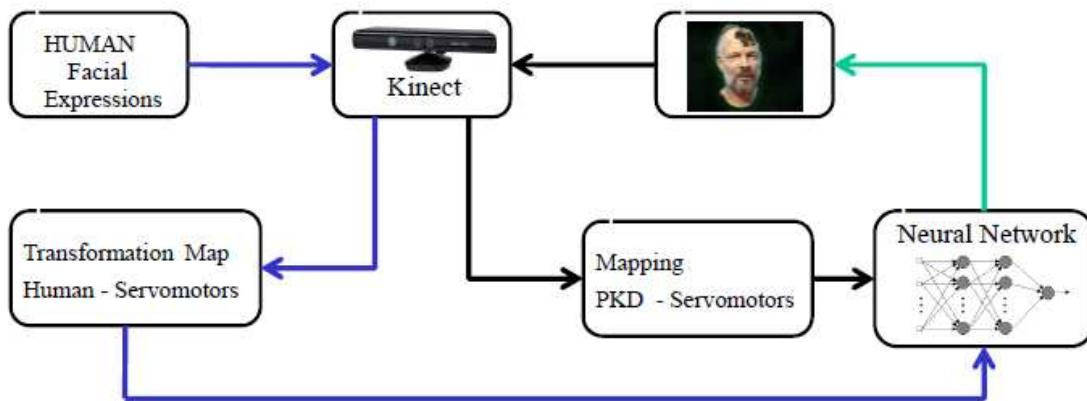 HUMAN
Facial
Expressions
Kinect
Transformation Map
Human - Servomotors
Mapping
PKD - Servomotors
Neural Network